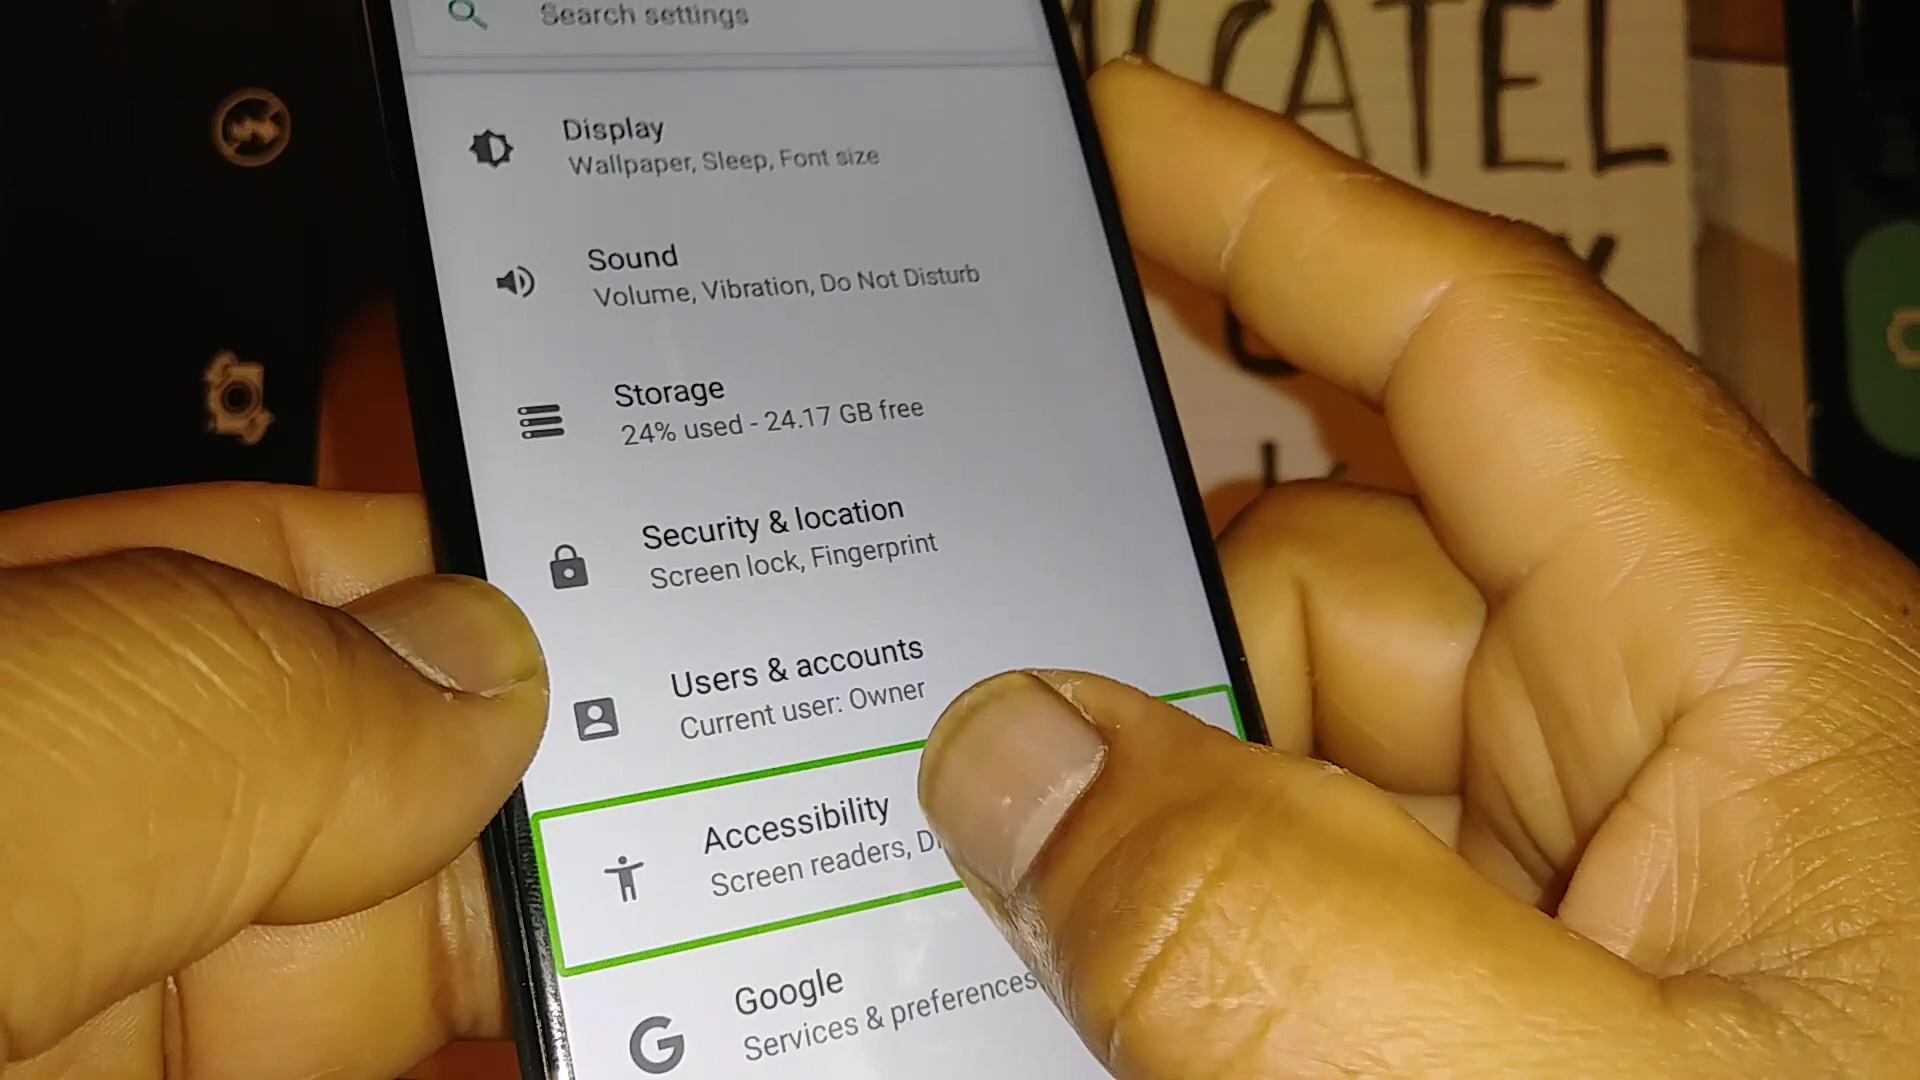 Search settings
Display
Wallpaper, Sleep, Font size
Sound
Volume, Vibration, Do Not Disturb
Storage
24% used - 24.17 GB free
Security & location
Screen lock, Fingerprint
Users & accounts
Current user: Owner
Accessibility
Screen readers,
Google
Services & preferences
ALCATEL